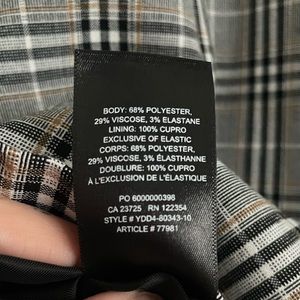 BODY: 68% POLYESTER,
29% VISCOSE, 3% ELASTANE
LINING: 100% CUPRO
EXCLUSIVE OF ELASTIC
CORPS: 68% POLYESTER,
29% VISCOSE, 3% ÉLASTHANNE
DOUBLURE: 100% CUPRO
À L'EXCLUSION DE L'ÉLASTIQUE
PO 6000000398
CA 23725 RN 122354
STYLE # YDD4-80343-10
ARTICLE # 77981